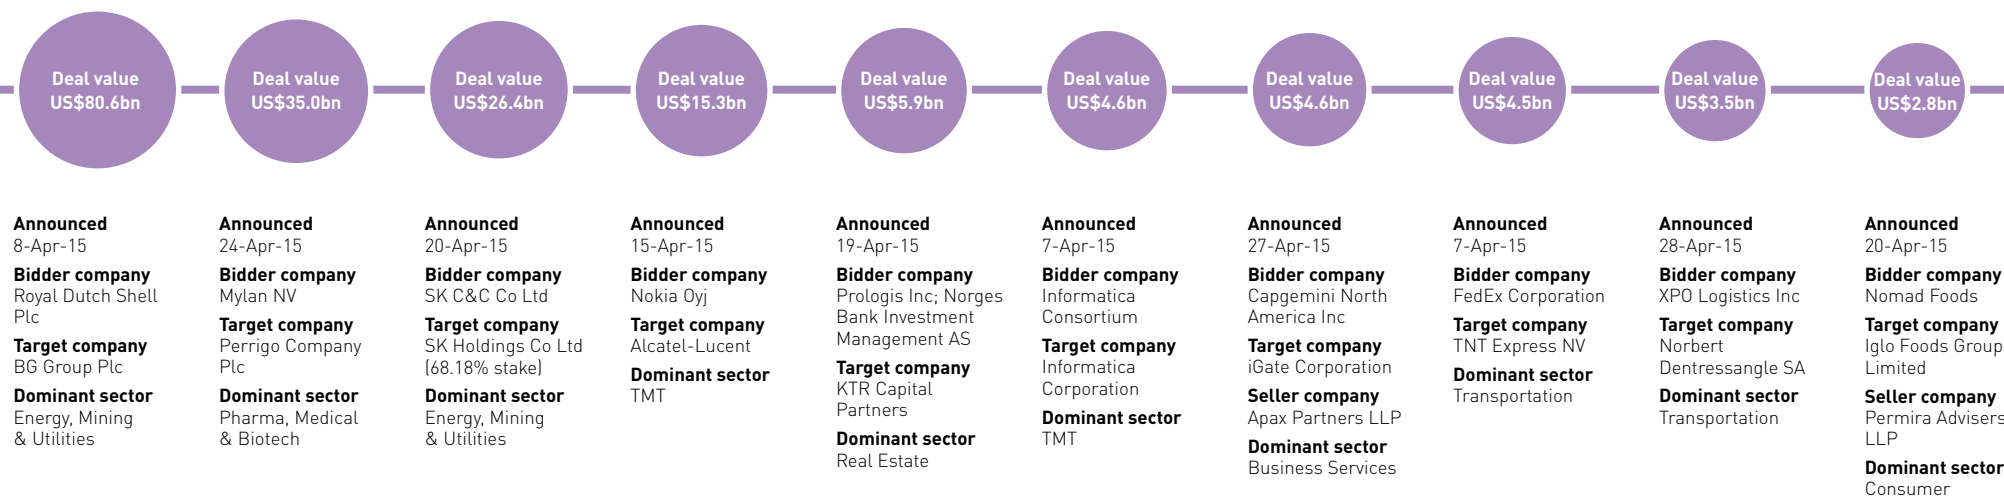 Deal value
US$80.6bn
Deal value
US$35.0bn
Deal value
US$26.4bn
Deal value
US$15.3bn
Deal value
US$5.9bn
Deal value
US$4.6bn
Deal value
US$4.6bn
Deal value
US$4.5bn
Deal value
US$3.5bn
Deal value
US$2.8bn
Announced
8-Apr-15
Bidder company
Royal Dutch Shell
Plc
Target company
BG Group Plc
Dominant sector
Energy, Mining
& Utilities
Announced
24-Apr-15
Bidder company
Mylan NV
Target company
Perrigo Company
Plc
Dominant sector
Pharma, Medical
& Biotech
Announced
20-Apr-15
Bidder company
SK C&C Co Ltd
Target company
SK Holdings Co Ltd
(68.18% stake)
Dominant sector
Energy, Mining
& Utilities
Announced
15-Apr-15
Bidder company
Nokia Oyj
Target company
Alcatel-Lucent
Dominant sector
TMT
Announced
19-Apr-15
Bidder company
Prologis Inc; Norges
Bank Investment
Management AS
Target company
KTR Capital
Partners
Dominant sector
Real Estate
Announced
7-Apr-15
Bidder company
Informatica
Consortium
Target company
Informatica
Corporation
Dominant sector
TMT
Announced
27-Apr-15
Bidder company
Capgemini North
America Inc
Target company
iGate Corporation
Seller company
Apax Partners LLP
Dominant sector
Business Services
Announced
7-Apr-15
Bidder company
FedEx Corporation
Target company
TNT Express NV
Dominant sector
Transportation
Announced
28-Apr-15
Bidder company
XPO Logistics Inc
Target company
Norbert
Dentressangle SA
Dominant sector
Transportation
Announced
20-Apr-15
Bidder company
Nomad Foods
Target company
Iglo Foods Group
Limited
Seller company
Permira Advisers
LLP
Dominant sector
Consumer